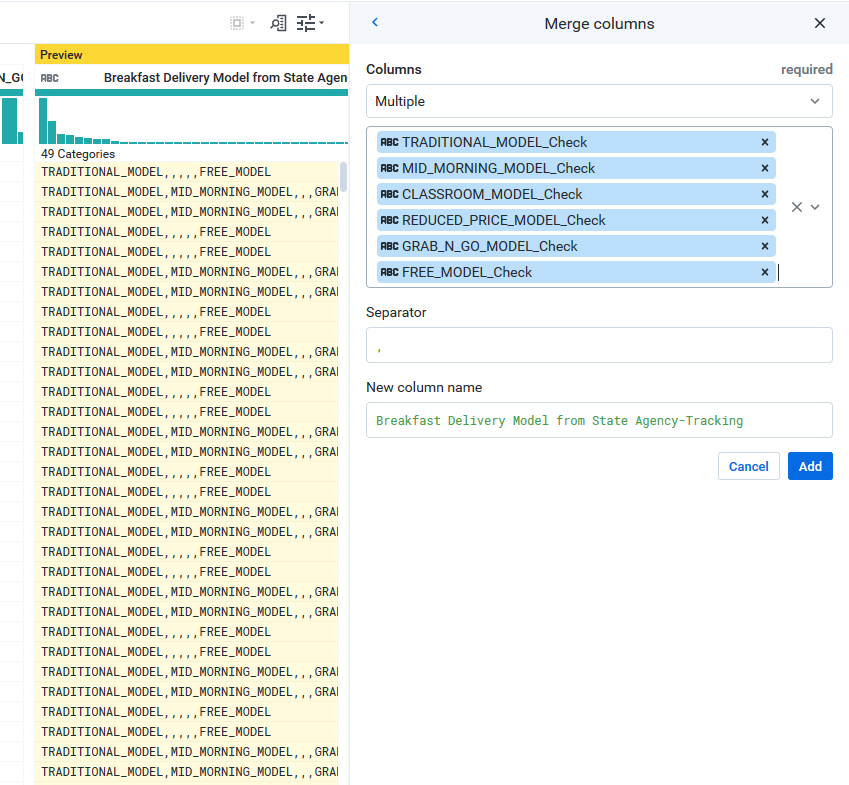 Preview
N_GO
ABC Breakfast Delivery Model from State Agen
49 Categories
TRADITIONAL_MODEL,,,,,FREE_MODEL
TRADITIONAL_MODEL,MID_MORNING_MODEL,,,GRA
TRADITIONAL_MODEL,MID_MORNING_MODEL,,,GRA
TRADITIONAL_MODEL,,,,,FREE_MODEL
TRADITIONAL_MODEL,,,,,FREE_MODEL
TRADITIONAL_MODEL,MID_MORNING_MODEL,,,GRA
TRADITIONAL_MODEL,MID_MORNING_MODEL,,,GRA
TRADITIONAL_MODEL,,,,,FREE_MODEL
TRADITIONAL_MODEL,,,,,FREE_MODEL
TRADITIONAL_MODEL,MID_MORNING_MODEL,,,GRA
TRADITIONAL_MODEL,MID_MORNING_MODEL,,,GRA
TRADITIONAL_MODEL,,,,,FREE_MODEL
TRADITIONAL_MODEL,,,,,FREE_MODEL
TRADITIONAL_MODEL,MID_MORNING_MODEL,,,GRA
TRADITIONAL_MODEL,MID_MORNING_MODEL,,,GRA
TRADITIONAL_MODEL,,,,,FREE_MODEL
TRADITIONAL_MODEL,,,,,FREE_MODEL
TRADITIONAL_MODEL,MID_MORNING_MODEL,,,GRA
TRADITIONAL_MODEL,MID_MORNING_MODEL,,,GRA
TRADITIONAL_MODEL,,,,,FREE_MODEL
TRADITIONAL_MODEL,,,,,FREE_MODEL
TRADITIONAL_MODEL,MID_MORNING_MODEL,,,GRA
TRADITIONAL_MODEL,MID_MORNING_MODEL,,,GRA
TRADITIONAL_MODEL,,,,,FREE_MODEL
TRADITIONAL_MODEL,,,,,FREE_MODEL
TRADITIONAL_MODEL,MID_MORNING_MODEL,,,GRA
TRADITIONAL_MODEL,MID_MORNING_MODEL,,,GRA
TRADITIONAL_MODEL,,,,,FREE_MODEL
TRADITIONAL_MODEL,,,,,FREE_MODEL
TRADITIONAL_MODEL,MID_MORNING_MODEL,,,GRA
TRADITIONAL_MODEL,MID_MORNING_MODEL,,,GRA
Merge columns
Columns required
Multiple
ABC TRADITIONAL_MODEL_Check
ABC MID_MORNING_MODEL_Check
ABC CLASSROOM_MODEL_Check
ABC REDUCED_PRICE_MODEL_Check
ABC GRAB_N_GO_MODEL_Check
ABC FREE_MODEL_Check
Separator
,
New column name
Breakfast Delivery Model from State Agency-Tracking
Cancel Add